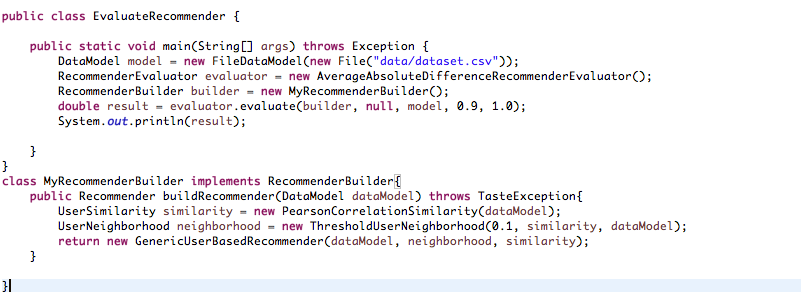 public class EvaluateRecommender {
public static void main(String[] args) throws Exception {
DataModel model = new FileDataModel(new File("data/dataset.csv"));
RecommenderEvaluator evaluator = new AverageAbsoluteDifferenceRecommenderEvaluator();
RecommenderBuilder builder = new MyRecommenderBuilder();
double result = evaluator.evaluate(builder, null, model, 0.9, 1.0);
System.out.println(result);
}
}
class MyRecommenderBuilder implements RecommenderBuilder{
public Recommender buildRecommender(DataModel dataModel) throws TasteException{
UserSimilarity similarity = new PearsonCorrelationSimilarity(dataModel);
UserNeighborhood neighborhood = new ThresholdUserNeighborhood(0.1, similarity, dataModel);
return new GenericUserBasedRecommender(dataModel, neighborhood, similarity);
}
}